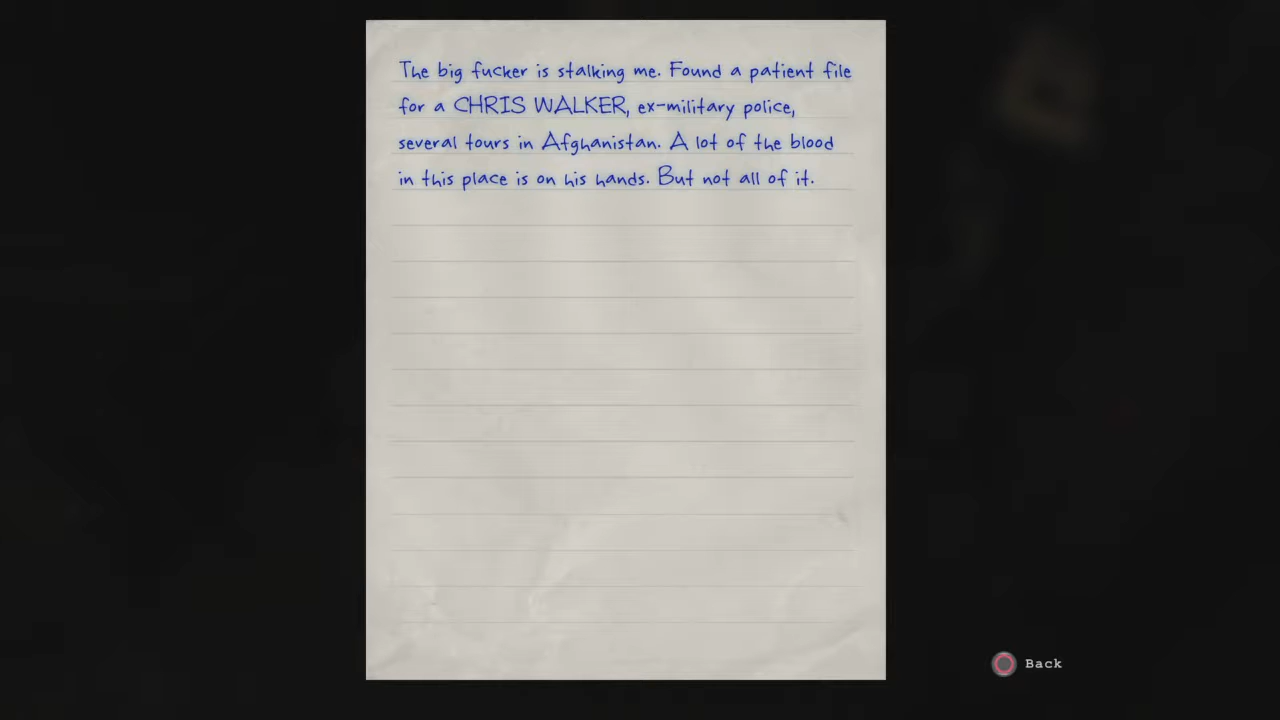 The big fucker is stalking me. Found a patient file
for a CHRIS WALKER, ex-military police,
several tours in Afghanistan. A lot of the blood
in this place is on his hands. But not all of it.
Back